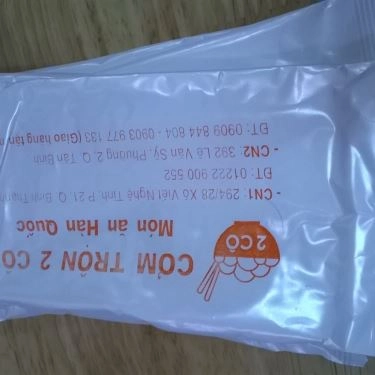 2 CÔ
CƠM TRỘN 2 CÔ
Món ăn Hàn Quốc
- CN1: 294/28 Xô Viết Nghệ Tĩnh, P 21, Q. Bình Thạnh
ĐT: 01222 900 552
- CN2: 392 Lê Văn Sỹ, Phường 2, Q. Tân Bình
ĐT: 0909 844 804 - 0903 977 133 (Giao hàng tận